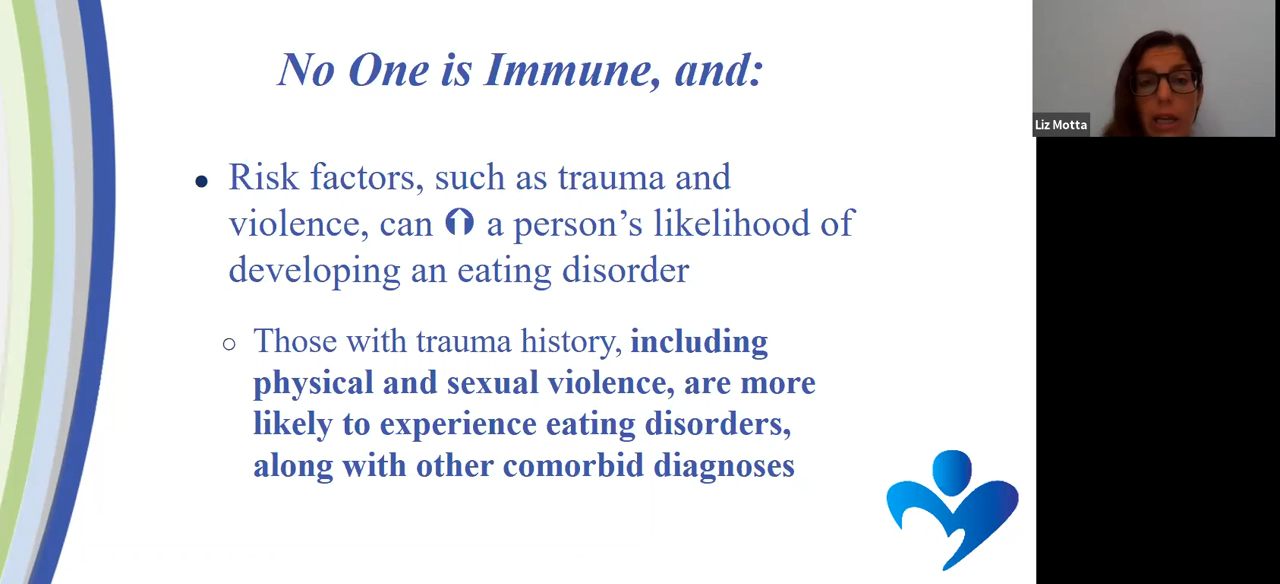 No One is Immune, and:
• Risk factors, such as trauma and
violence, can ⬆ a person’s likelihood of
developing an eating disorder
○ Those with trauma history, including
physical and sexual violence, are more
likely to experience eating disorders,
along with other comorbid diagnoses
Liz Motta